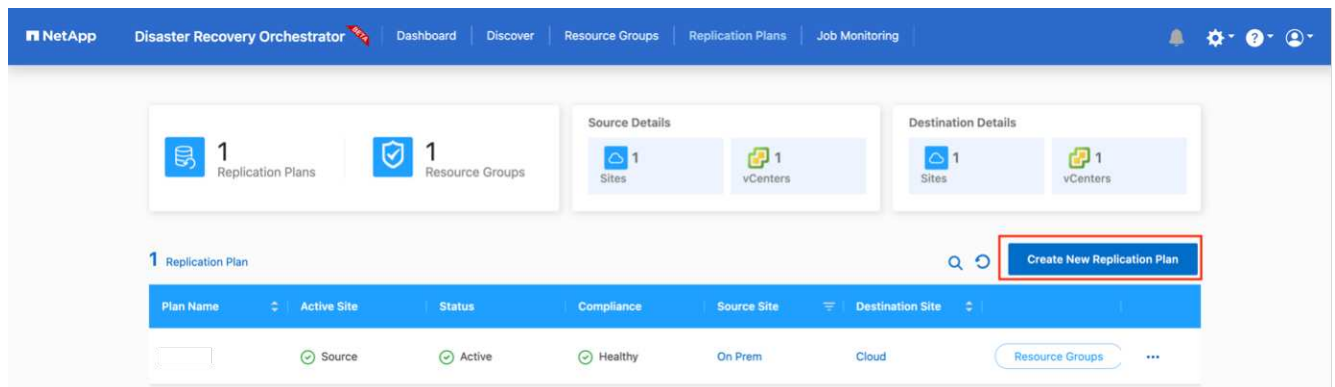 NetApp Disaster Recovery Orchestrator BETA Dashboard Discover Resource Groups Replication Plans Job Monitoring
1 Replication Plans
1 Resource Groups
Source Details
1 Sites
1 vCenters
Destination Details
1 Sites
1 vCenters
1 Replication Plan
Create New Replication Plan
Plan Name Active Site Status Compliance Source Site Destination Site
Source Active Healthy On Prem Cloud Resource Groups ...